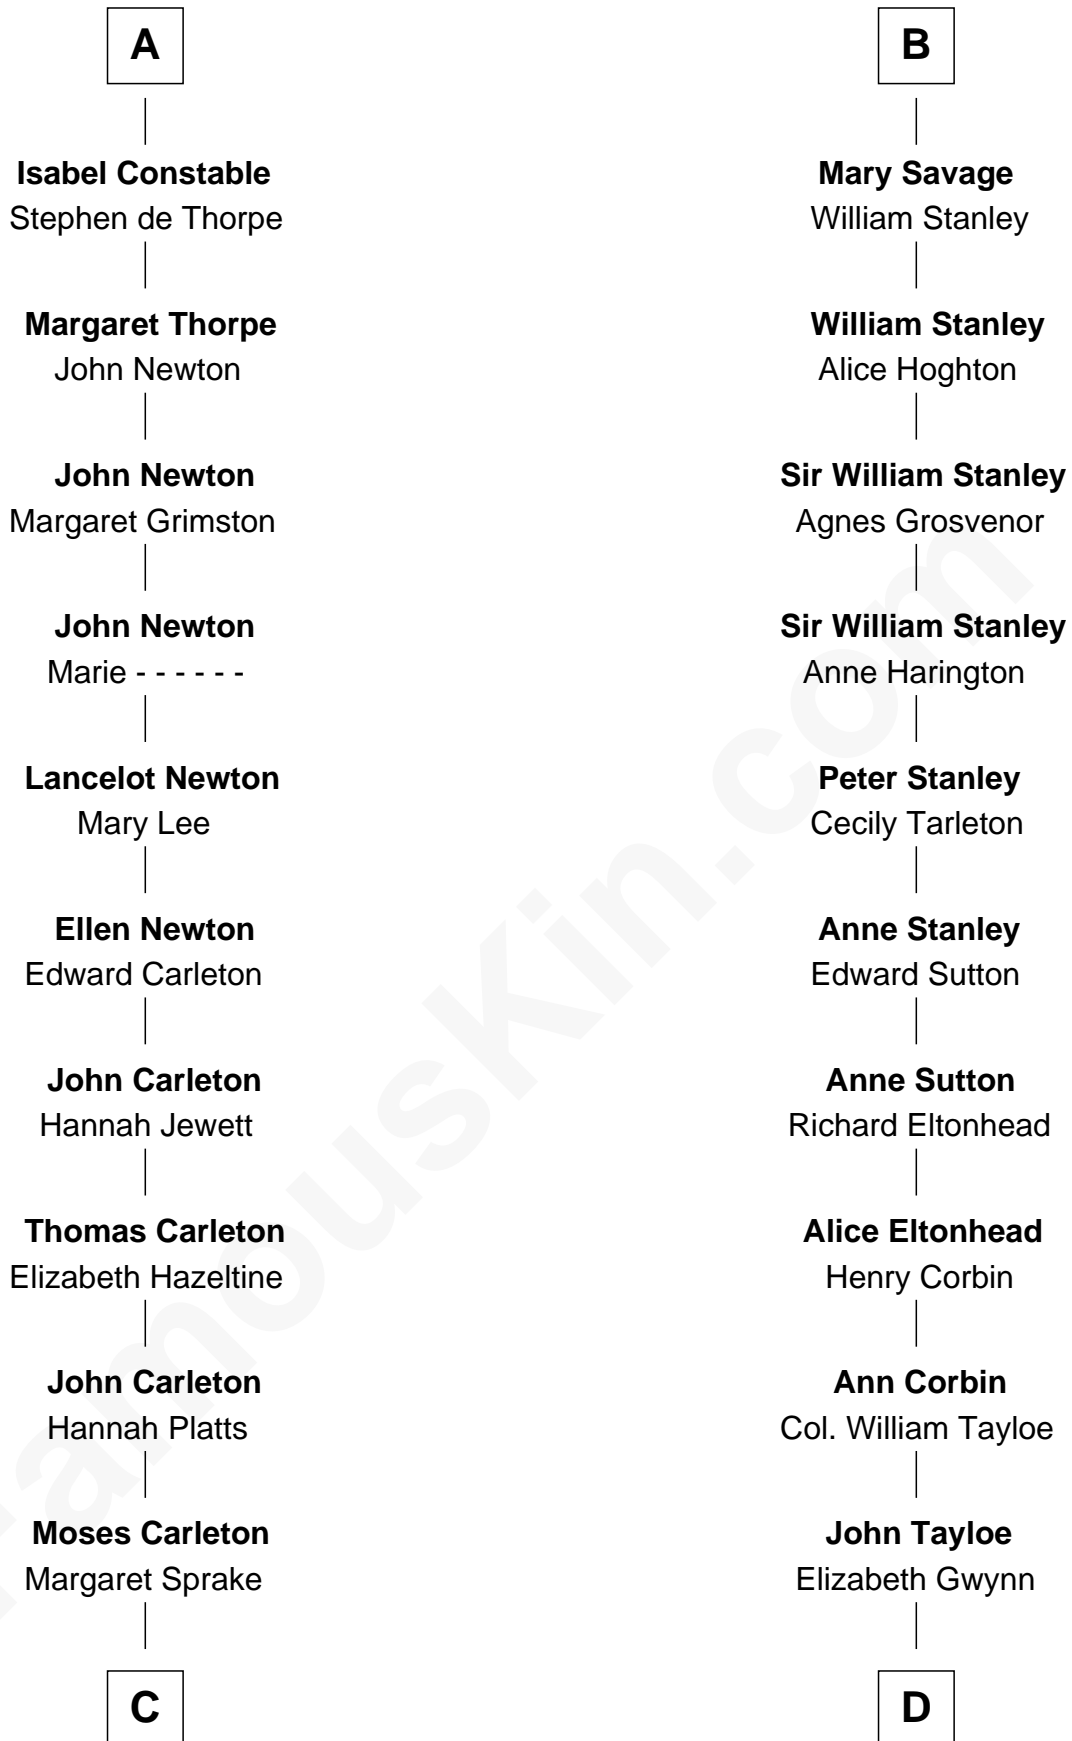 A
Isabel Constable
Stephen de Thorpe
Margaret Thorpe
John Newton
John Newton
Margaret Grimston
John Newton
Marie - - - - - -
Lancelot Newton
Mary Lee
Ellen Newton
Edward Carleton
John Carleton
Hannah Jewett
Thomas Carleton
Elizabeth Hazeltine
John Carleton
Hannah Platts
Moses Carleton
Margaret Sprake
C
B
Mary Savage
William Stanley
William Stanley
Alice Hoghton
Sir William Stanley
Agnes Grosvenor
Sir William Stanley
Anne Harington
Peter Stanley
Cecily Tarleton
Anne Stanley
Edward Sutton
Anne Sutton
Richard Eltonhead
Alice Eltonhead
Henry Corbin
Ann Corbin
Col. William Tayloe
John Tayloe
Elizabeth Gwynn
D
FamousKin.com